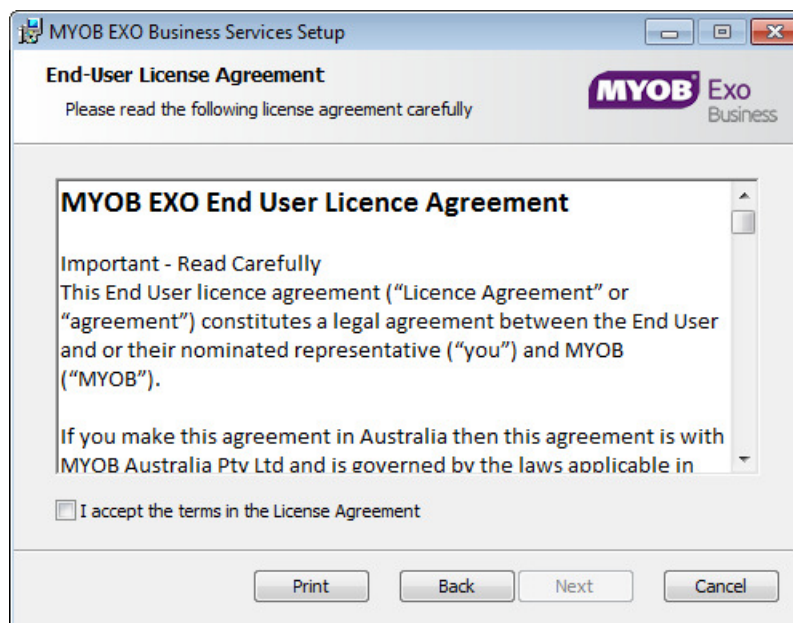 MYOB EXO Business Services Setup
End-User License Agreement
Please read the following license agreement carefully
MYOB Exo
Business
MYOB EXO End User Licence Agreement
Important - Read Carefully
This End User licence agreement (“Licence Agreement” or
“agreement”) constitutes a legal agreement between the End User
and or their nominated representative (“you”) and MYOB
(“MYOB”).
If you make this agreement in Australia then this agreement is with
MYOB Australia Pty Ltd and is governed by the laws applicable in
I accept the terms in the License Agreement
Print Back Next Cancel